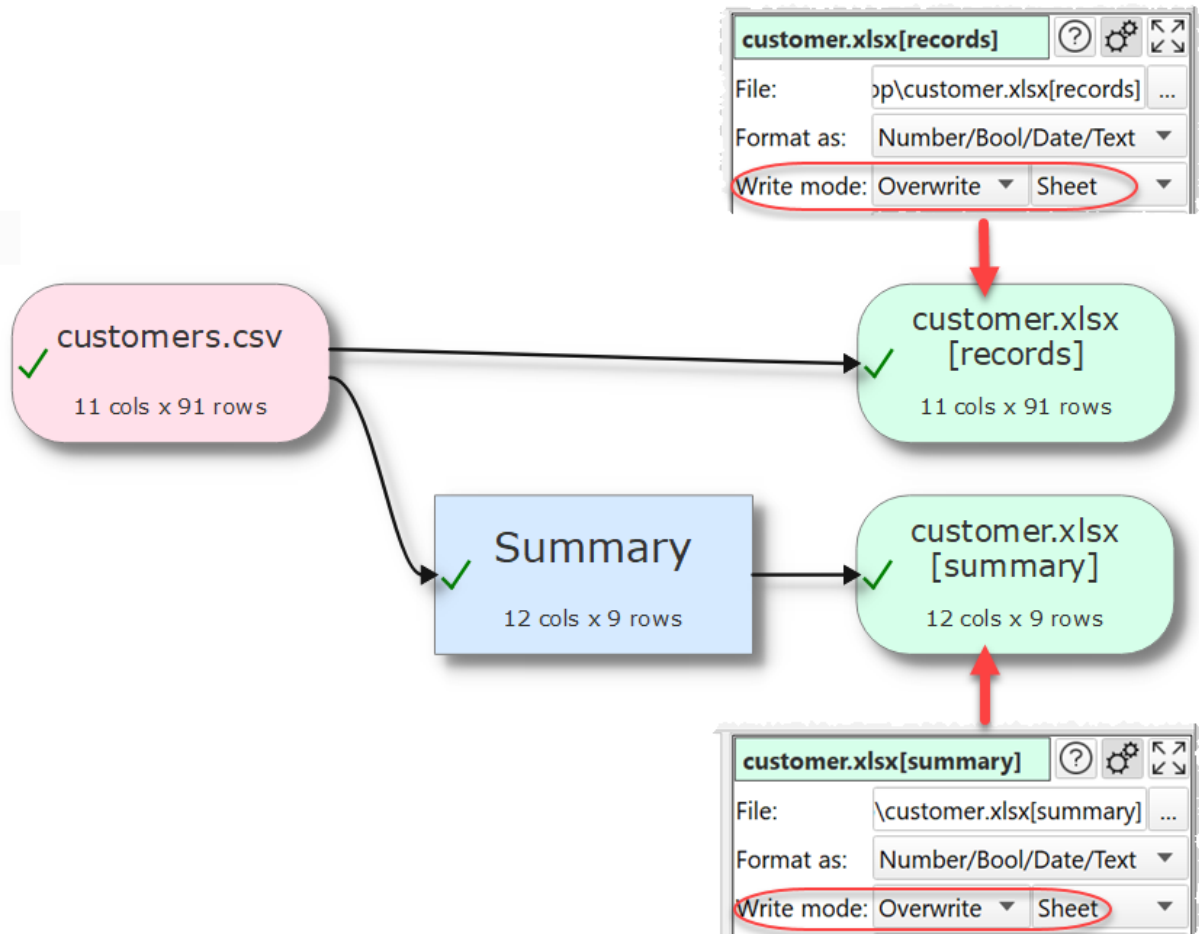 customer.xlsx[records]
File: op\customer.xlsx[records] ...
Format as: Number/Bool/Date/Text
Write mode: Overwrite Sheet
customers.csv
11 cols x 91 rows
customer.xlsx
[records]
11 cols x 91 rows
Summary
12 cols x 9 rows
customer.xlsx
[summary]
12 cols x 9 rows
customer.xlsx[summary]
File: \customer.xlsx[summary] ...
Format as: Number/Bool/Date/Text
Write mode: Overwrite Sheet